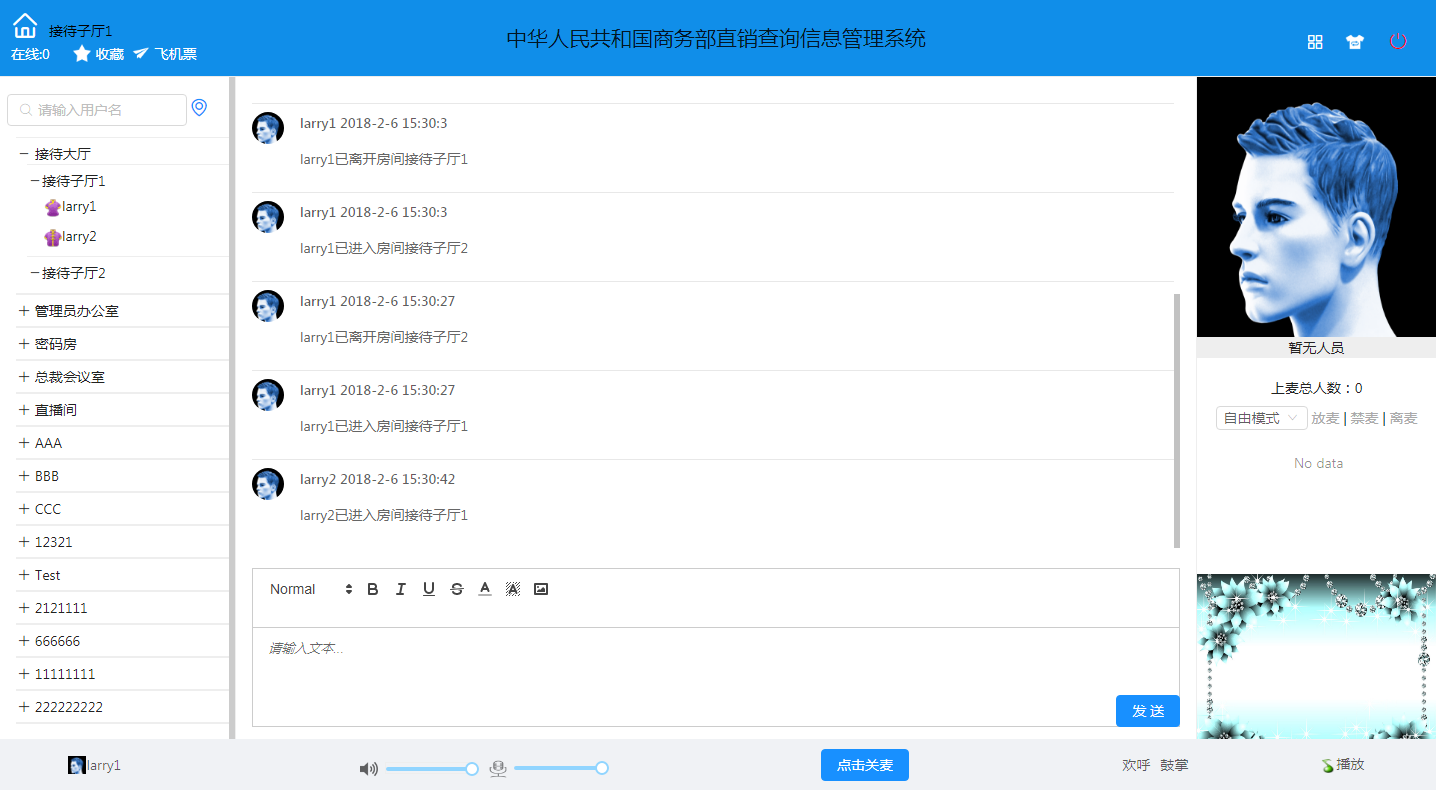 接待子厅1
在线:0 收藏 飞机票
中华人民共和国商务部直销查询信息管理系统
请输入用户名
接待大厅
接待子厅1
larry1
larry2
接待子厅2
管理员办公室
密码房
总裁会议室
直播间
AAA
BBB
CCC
12321
Test
2121111
666666
11111111
222222222
larry1 2018-2-6 15:30:3
larry1已离开房间接待子厅1
larry1 2018-2-6 15:30:3
larry1已进入房间接待子厅2
larry1 2018-2-6 15:30:27
larry1已离开房间接待子厅2
larry1 2018-2-6 15:30:27
larry1已进入房间接待子厅1
larry2 2018-2-6 15:30:42
larry2已进入房间接待子厅1
Normal
请输入文本...
发 送
暂无人员
上麦总人数：0
自由模式 放麦 | 禁麦 | 离麦
No data
larry1
点击关麦
欢呼 鼓掌
播放